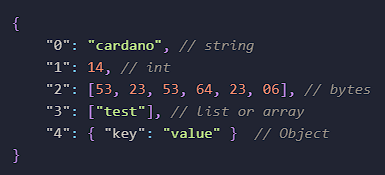 {
"0": "cardano", // string
"1": 14, // int
"2": [53, 23, 53, 64, 23, 06], // bytes
"3": ["test"], // list or array
"4": { "key": "value" }  // Object
}